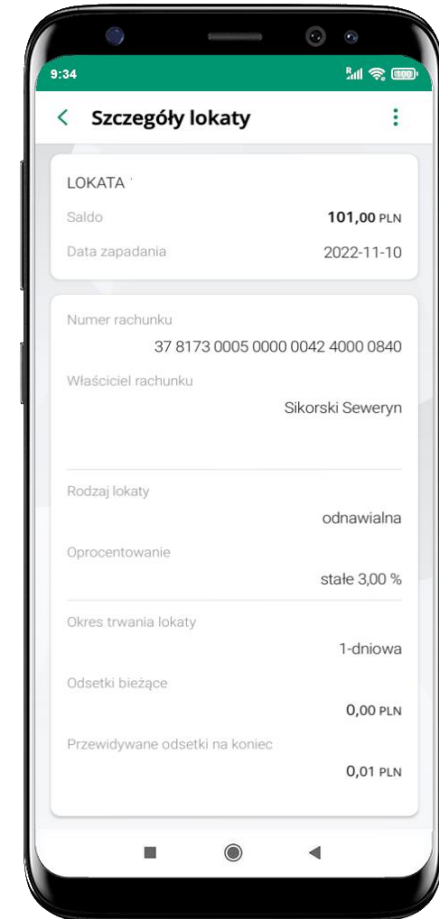 9:34
Szczegóły lokaty
LOKATA
Saldo 101,00 PLN
Data zapadania 2022-11-10
Numer rachunku
37 8173 0005 0000 0042 4000 0840
Właściciel rachunku
Sikorski Seweryn
Rodzaj lokaty
odnawialna
Oprocentowanie
stałe 3,00 %
Okres trwania lokaty
1-dniowa
Odsetki bieżące
0,00 PLN
Przewidywane odsetki na koniec
0,01 PLN